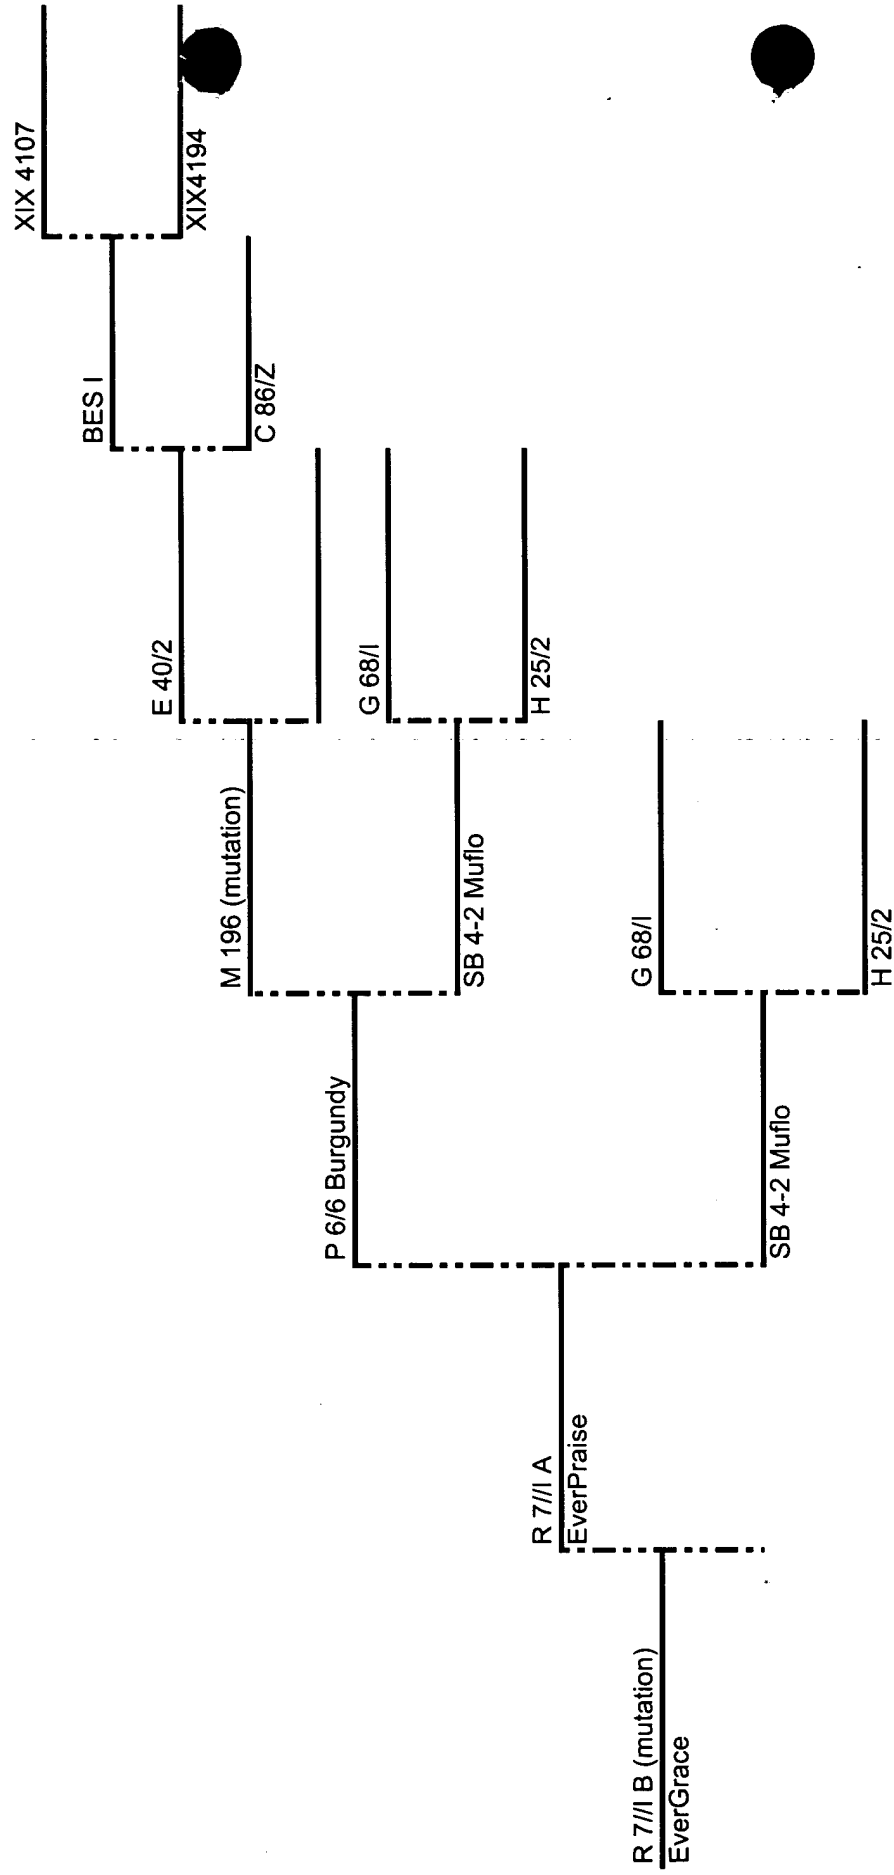 XIX 4107
XIX4194
BES I
C 86/Z
E 40/2
G 68/I
H 25/2
M 196 (mutation)
SB 4-2 Muflo
G 68/I
H 25/2
P 6/6 Burgundy
SB 4-2 Muflo
R 7//I A
EverPraise
R 7//I B (mutation)
EverGrace